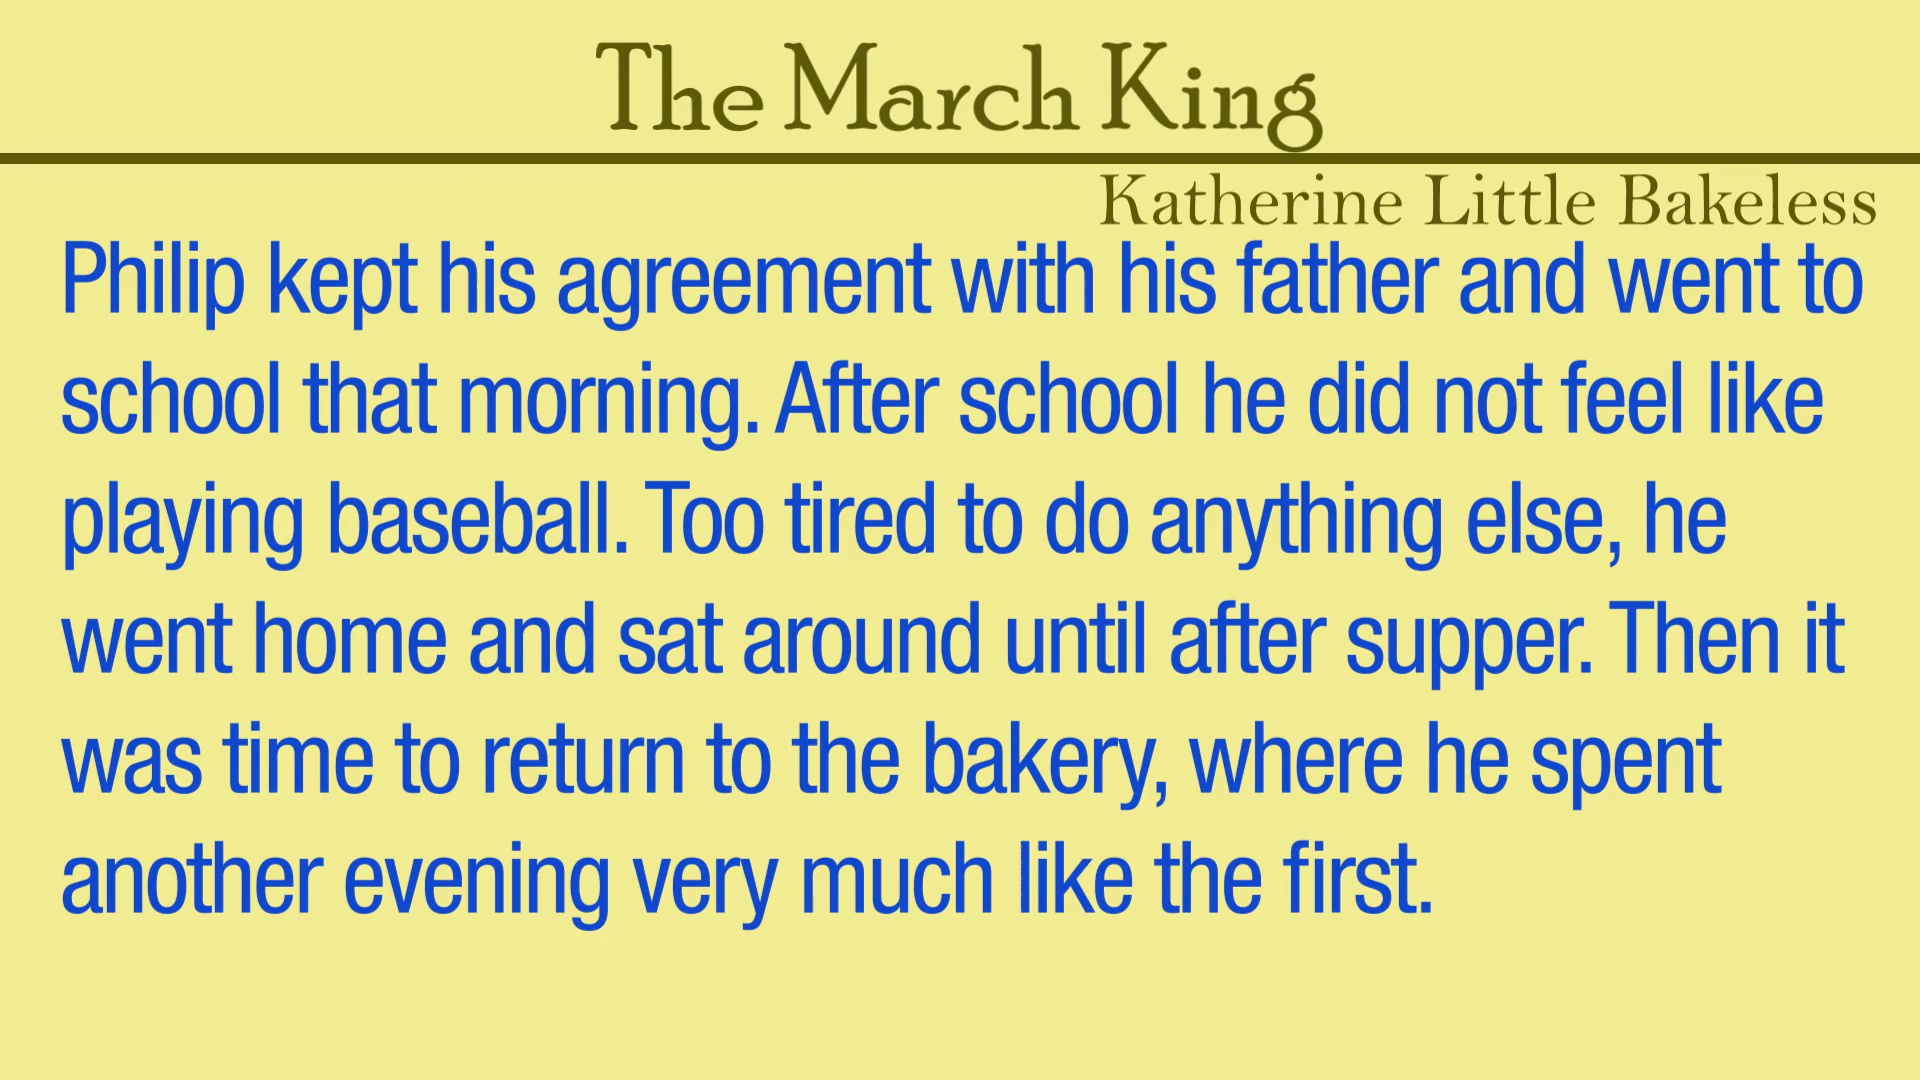 The March King
Katherine Little Bakeless
Philip kept his agreement with his father and went to
school that morning. After school he did not feel like
playing baseball. Too tired to do anything else, he
went home and sat around until after supper. Then it
was time to return to the bakery, where he spent
another evening very much like the first.